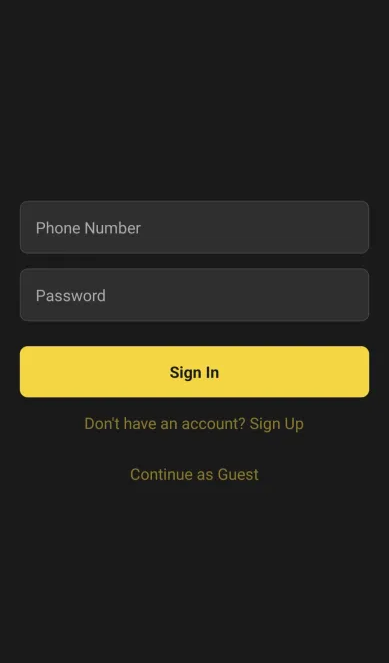 Phone Number
Password
Sign In
Don't have an account? Sign Up
Continue as Guest